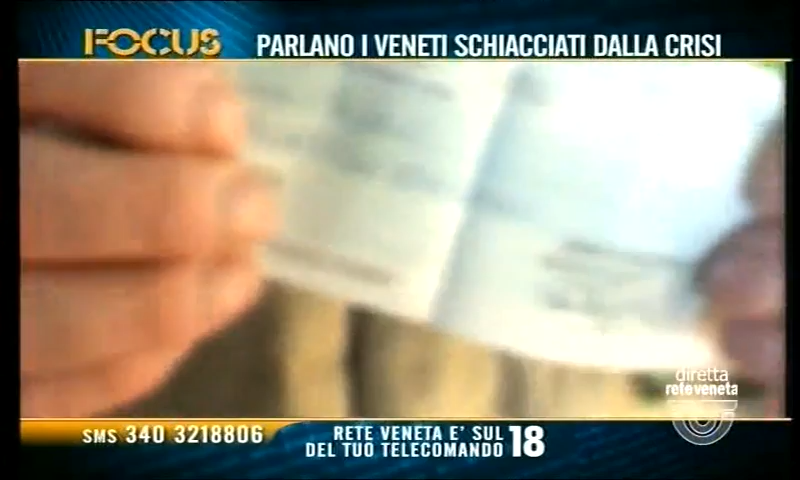 FOCUS PARLANO I VENETI SCHIACCIATI DALLA CRISI
diretta
reteveneta
SMS 340 3218806
RETE VENETA E' SUL
DEL TUO TELECOMANDO 18